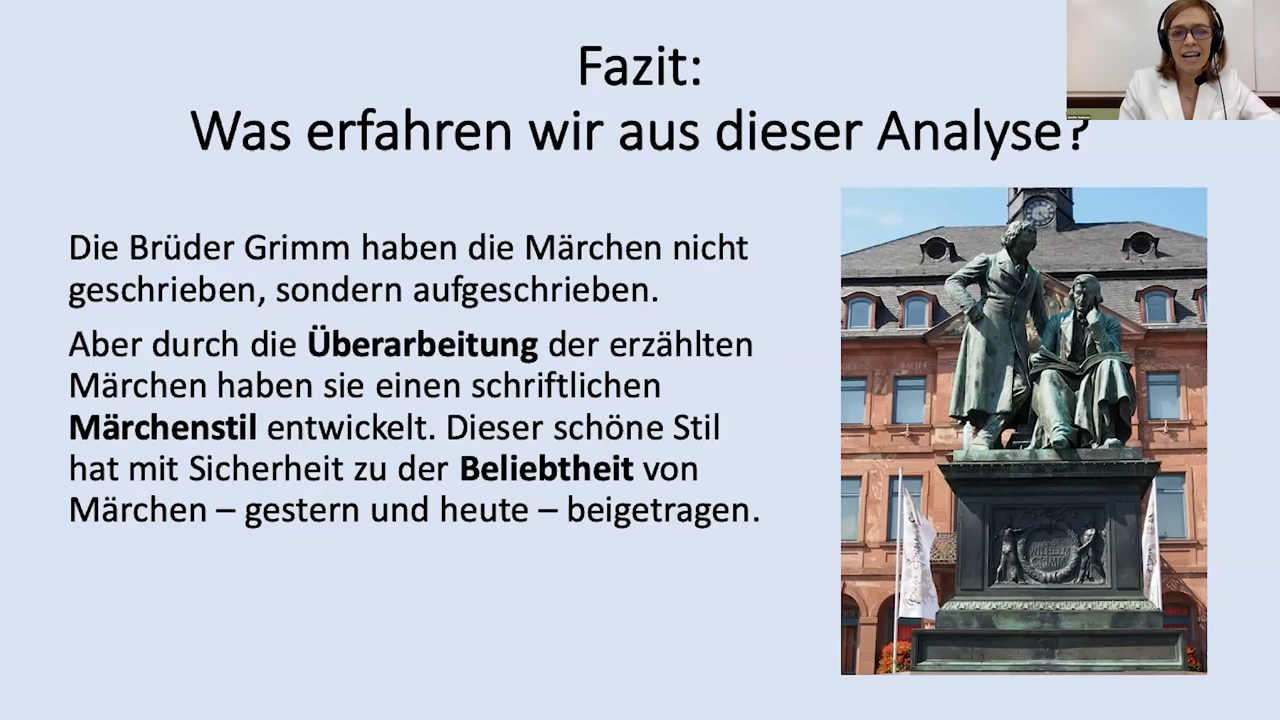 Fazit:
Was erfahren wir aus dieser Analyse?
Die Brüder Grimm haben die Märchen nicht
geschrieben, sondern aufgeschrieben.
Aber durch die Überarbeitung der erzählten
Märchen haben sie einen schriftlichen
Märchenstil entwickelt. Dieser schöne Stil
hat mit Sicherheit zu der Beliebtheit von
Märchen – gestern und heute – beigetragen.
WILHELM
GRIMM